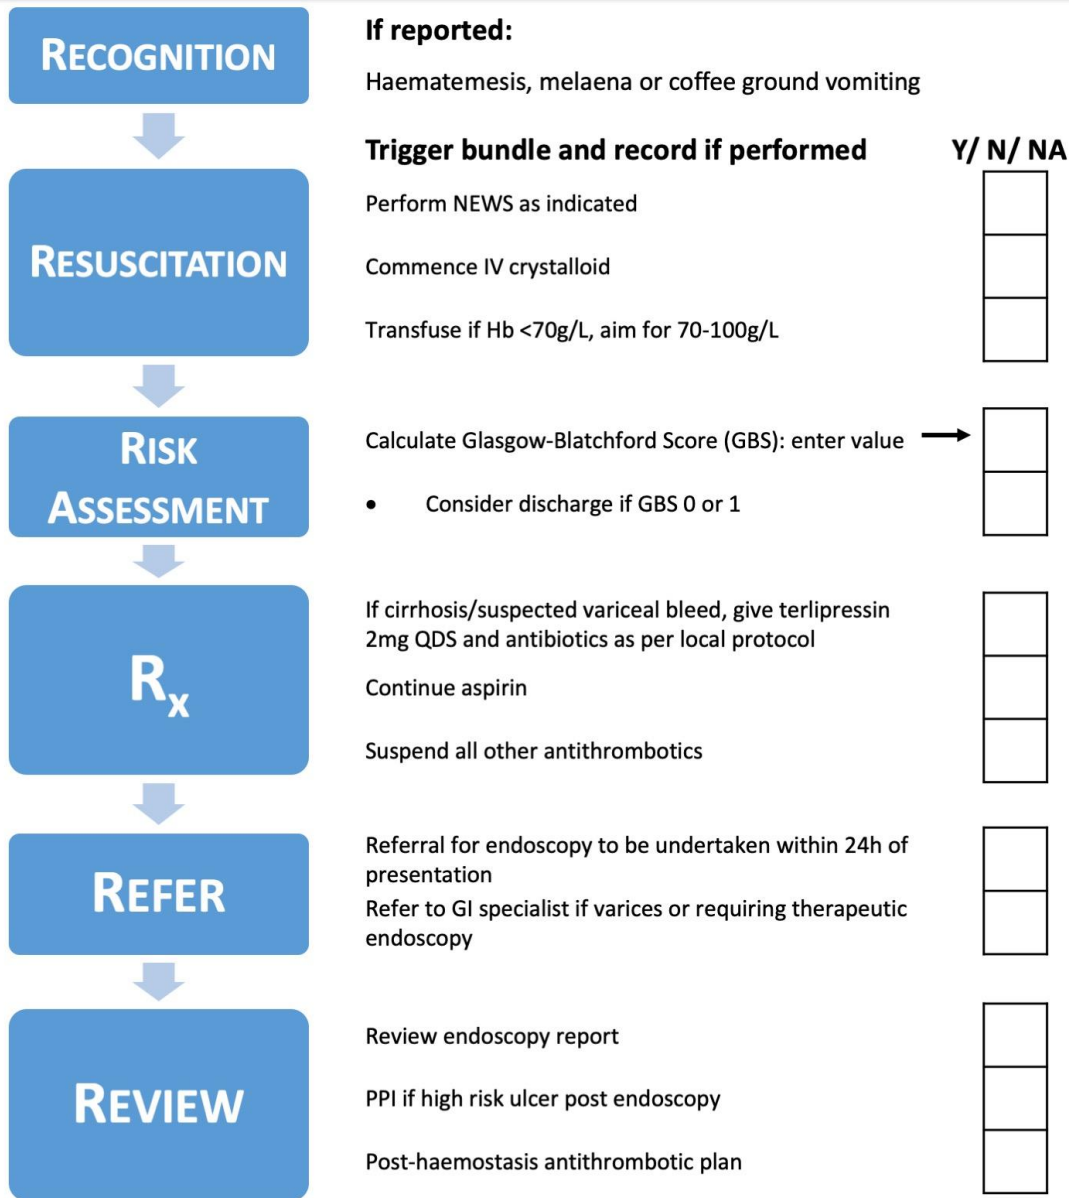 RECOGNITION
If reported:
Haematemesis, melaena or coffee ground vomiting
Trigger bundle and record if performed
Y/ N/ NA
RESUSCITATION
Perform NEWS as indicated
Commence IV crystalloid
Transfuse if Hb <70g/L, aim for 70-100g/L
RISK
ASSESSMENT
Calculate Glasgow-Blatchford Score (GBS): enter value
• Consider discharge if GBS 0 or 1
Rx
If cirrhosis/suspected variceal bleed, give terlipressin
2mg QDS and antibiotics as per local protocol
Continue aspirin
Suspend all other antithrombotics
REFER
Referral for endoscopy to be undertaken within 24h of
presentation
Refer to GI specialist if varices or requiring therapeutic
endoscopy
REVIEW
Review endoscopy report
PPI if high risk ulcer post endoscopy
Post-haemostasis antithrombotic plan